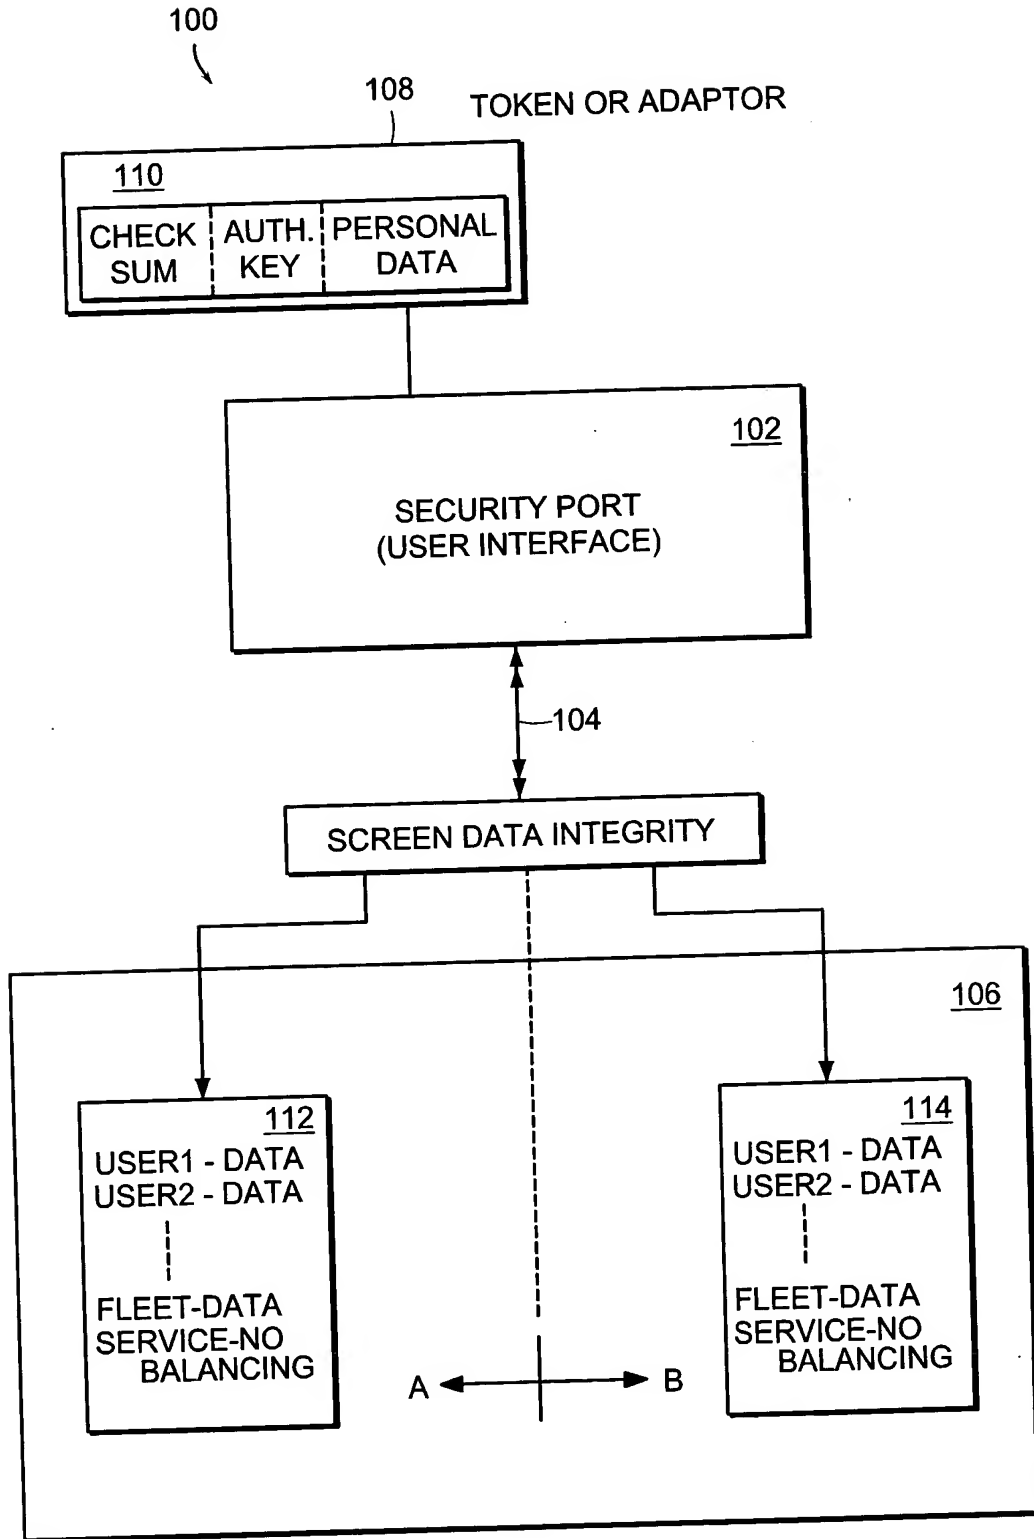 100
108
TOKEN OR ADAPTOR
110
CHECK SUM
AUTH. KEY
PERSONAL DATA
102
SECURITY PORT
(USER INTERFACE)
104
SCREEN DATA INTEGRITY
106
112
USER1 - DATA
USER2 - DATA
FLEET-DATA
SERVICE-NO
BALANCING
114
USER1 - DATA
USER2 - DATA
FLEET-DATA
SERVICE-NO
BALANCING
A
B